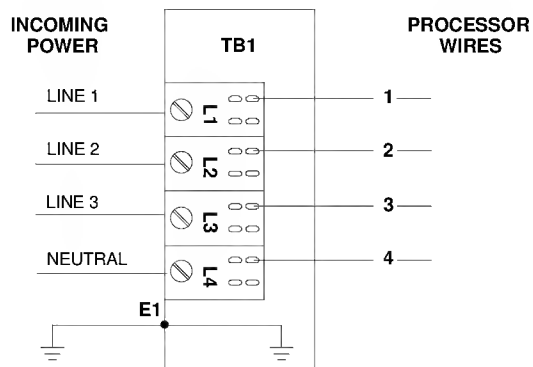 INCOMING
POWER
TB1
PROCESSOR
WIRES
LINE 1
L1
1
LINE 2
L2
2
LINE 3
L3
3
NEUTRAL
L4
4
E1